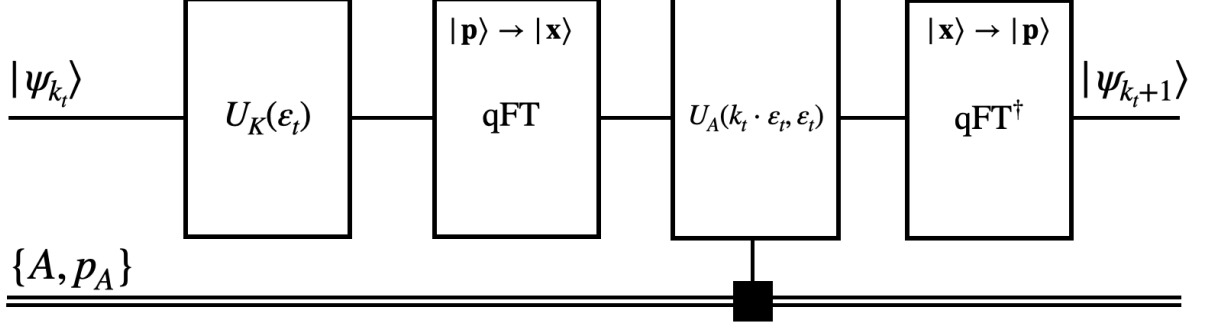 |p⟩ → |x⟩
|x⟩ → |p⟩
|ψ_{k_t}⟩
U_K(ε_t)
qFT
U_A(k_t · ε_t, ε_t)
qFT†
|ψ_{k_t+1}⟩
{A, p_A}